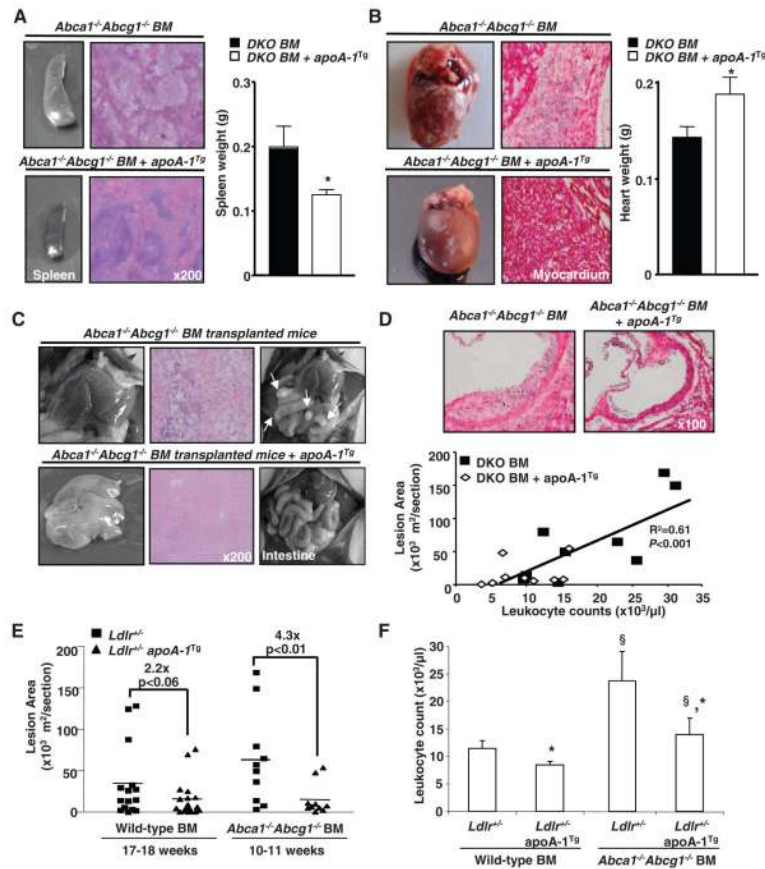 A
Abca1-/-Abcg1-/- BM
Abca1-/-Abcg1-/- BM + apoA-1Tg
Spleen
x200
DKO BM
DKO BM + apoA-1Tg
Spleen weight (g)
0.3
0.2
0.1
0
*
B
Abca1-/-Abcg1-/- BM
Abca1-/-Abcg1-/- BM + apoA-1Tg
Myocardium
DKO BM
DKO BM + apoA-1Tg
Heart weight (g)
0.2
0.1
0
*
C
Abca1-/-Abcg1-/- BM transplanted mice
Abca1-/-Abcg1-/- BM transplanted mice + apoA-1Tg
x200
Intestine
D
Abca1-/-Abcg1-/- BM
Abca1-/-Abcg1-/- BM
+ apoA-1Tg
x100
DKO BM
DKO BM + apoA-1Tg
Lesion Area
(x10³ m²/section)
200
150
100
50
0
R²=0.61
P<0.001
0 5 10 15 20 25 30 35
Leukocyte counts (x10³/µl)
E
Ldlr+/-
Ldlr+/- apoA-1Tg
Lesion Area
(x10³ m²/section)
200
150
100
50
0
2.2x
p<0.06
4.3x
p<0.01
Wild-type BM
Abca1-/-Abcg1-/- BM
17-18 weeks
10-11 weeks
F
Leukocyte count (x10³/µl)
30
25
20
15
10
5
0
*
§
§,*
Ldlr+/-
Ldlr+/-
apoA-1Tg
Ldlr+/-
Ldlr+/-
apoA-1Tg
Wild-type BM
Abca1-/-Abcg1-/- BM